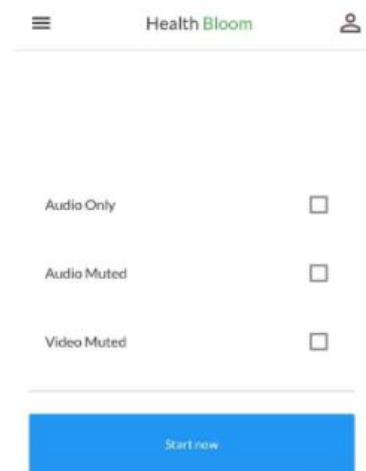 Health Bloom
Audio Only
Audio Muted
Video Muted
Start now